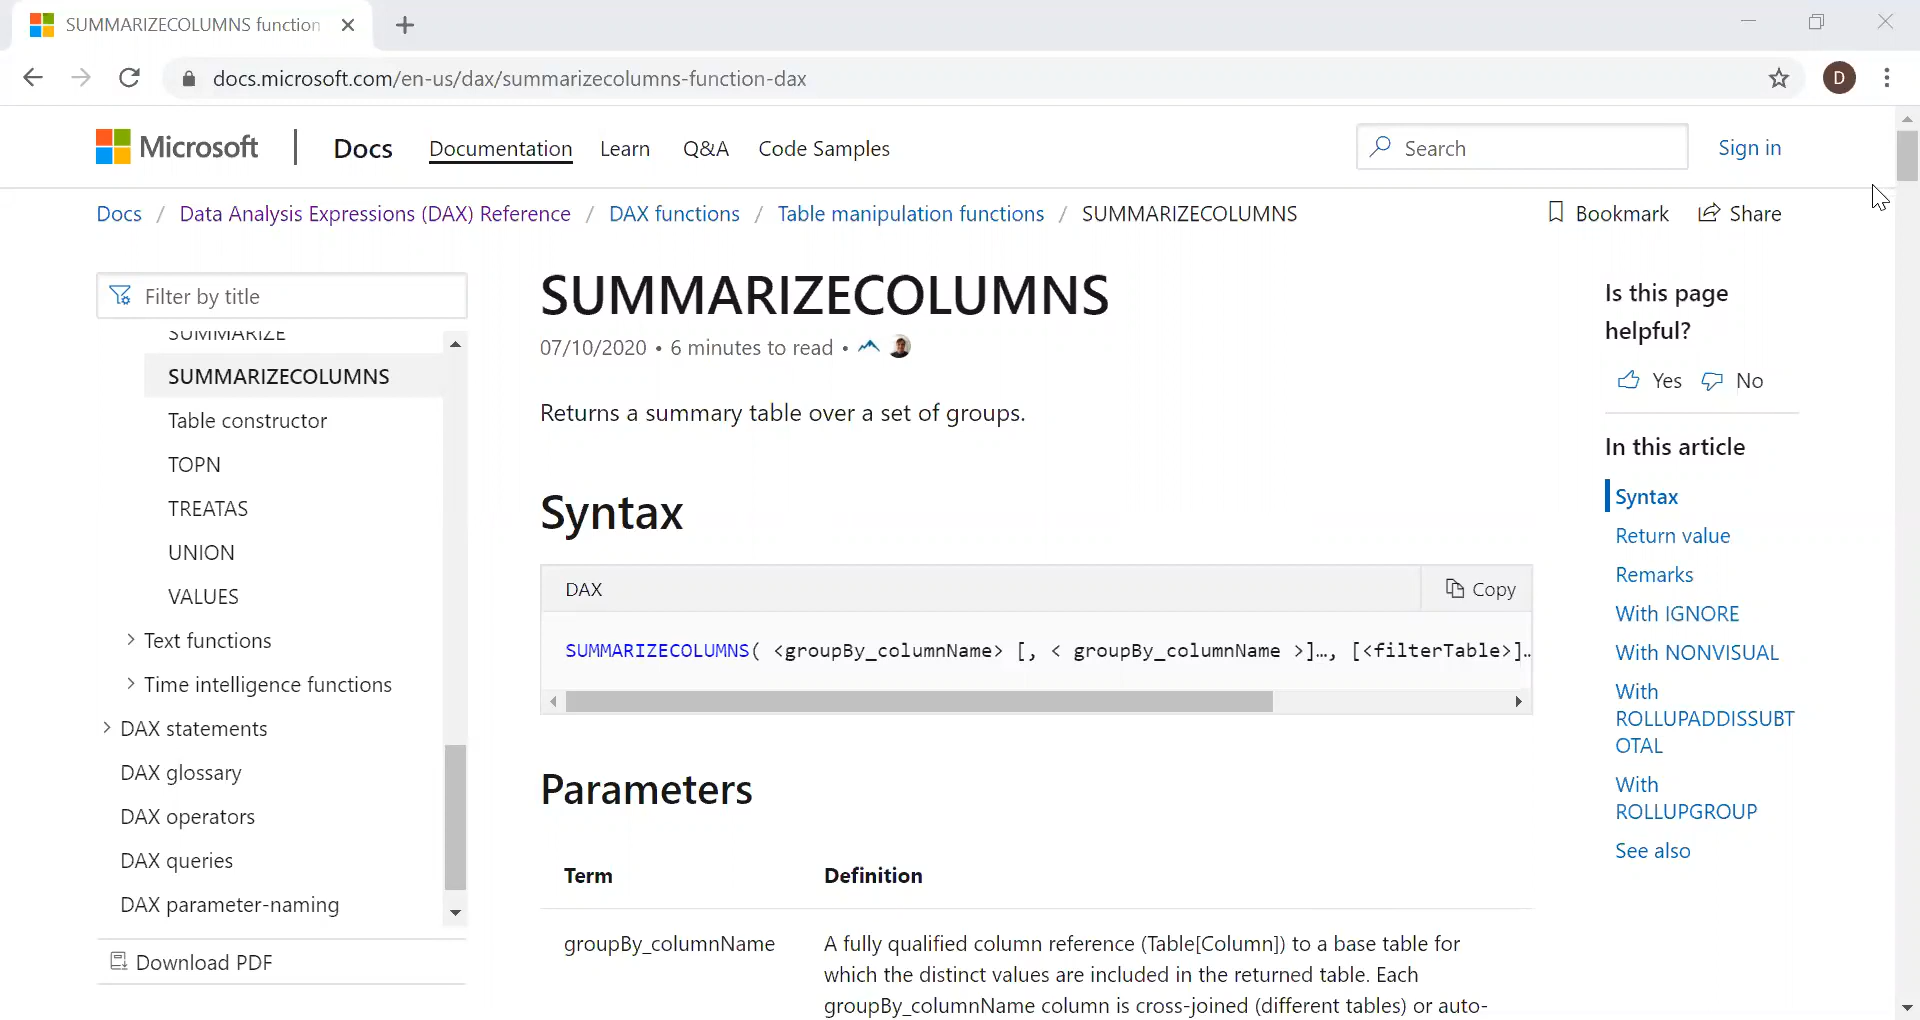 SUMMARIZECOLUMNS function
docs.microsoft.com/en-us/dax/summarizecolumns-function-dax
D
Microsoft
Docs
Documentation
Learn
Q&A
Code Samples
Search
Sign in
Docs / Data Analysis Expressions (DAX) Reference / DAX functions / Table manipulation functions / SUMMARIZECOLUMNS
Bookmark
Share
Filter by title
SUMMARIZE
SUMMARIZECOLUMNS
Table constructor
TOPN
TREATAS
UNION
VALUES
Text functions
Time intelligence functions
DAX statements
DAX glossary
DAX operators
DAX queries
DAX parameter-naming
Download PDF
SUMMARIZECOLUMNS
07/10/2020 • 6 minutes to read •
Returns a summary table over a set of groups.
Syntax
DAX
Copy
SUMMARIZECOLUMNS( <groupBy_columnName> [, < groupBy_columnName >]…, [<filterTable>]…
Parameters
Term
Definition
groupBy_columnName
A fully qualified column reference (Table[Column]) to a base table for
which the distinct values are included in the returned table. Each
groupBy_columnName column is cross-joined (different tables) or auto-
Is this page
helpful?
Yes
No
In this article
Syntax
Return value
Remarks
With IGNORE
With NONVISUAL
With
ROLLUPADDISSUBT
OTAL
With
ROLLUPGROUP
See also